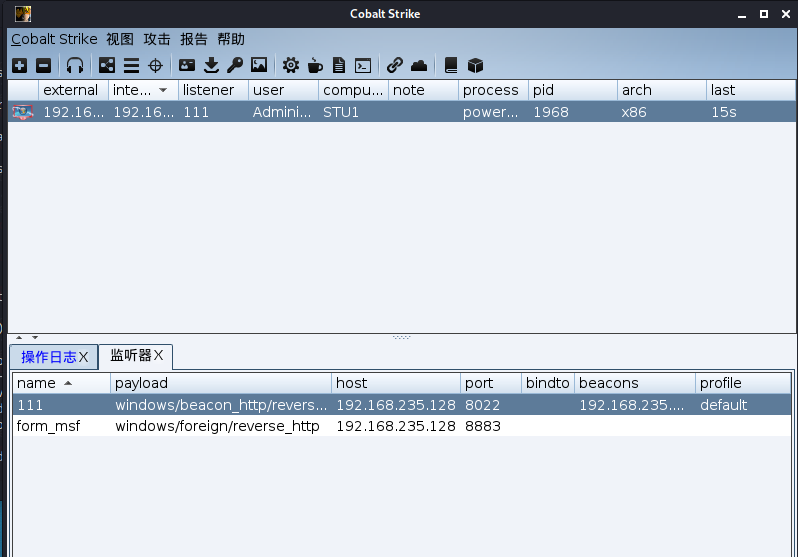 Cobalt Strike
Cobalt Strike 视图 攻击 报告 帮助
external inte... listener user compu... note process pid arch last
192.16... 192.16... 111 Admini... STU1 power... 1968 x86 15s
操作日志X 监听器X
name payload host port bindto beacons profile
111 windows/beacon_http/revers... 192.168.235.128 8022 192.168.235.... default
form_msf windows/foreign/reverse_http 192.168.235.128 8883